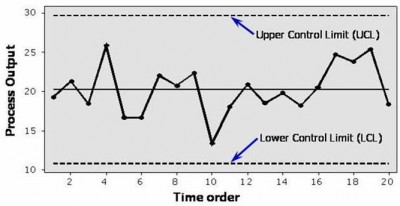 30
Upper Control Limit (UCL)
25
Process Output
20
15
Lower Control Limit (LCL)
10
2 4 6 8 10 12 14 16 18 20
Time order